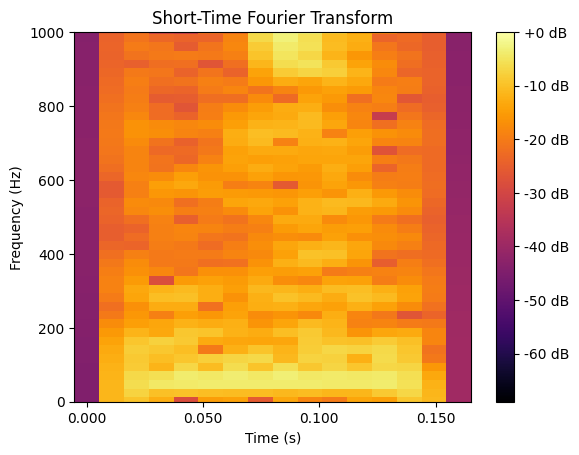 Short-Time Fourier Transform
1000
800
600
400
200
0
Frequency (Hz)
0.000
0.050
0.100
0.150
Time (s)
+0 dB
-10 dB
-20 dB
-30 dB
-40 dB
-50 dB
-60 dB